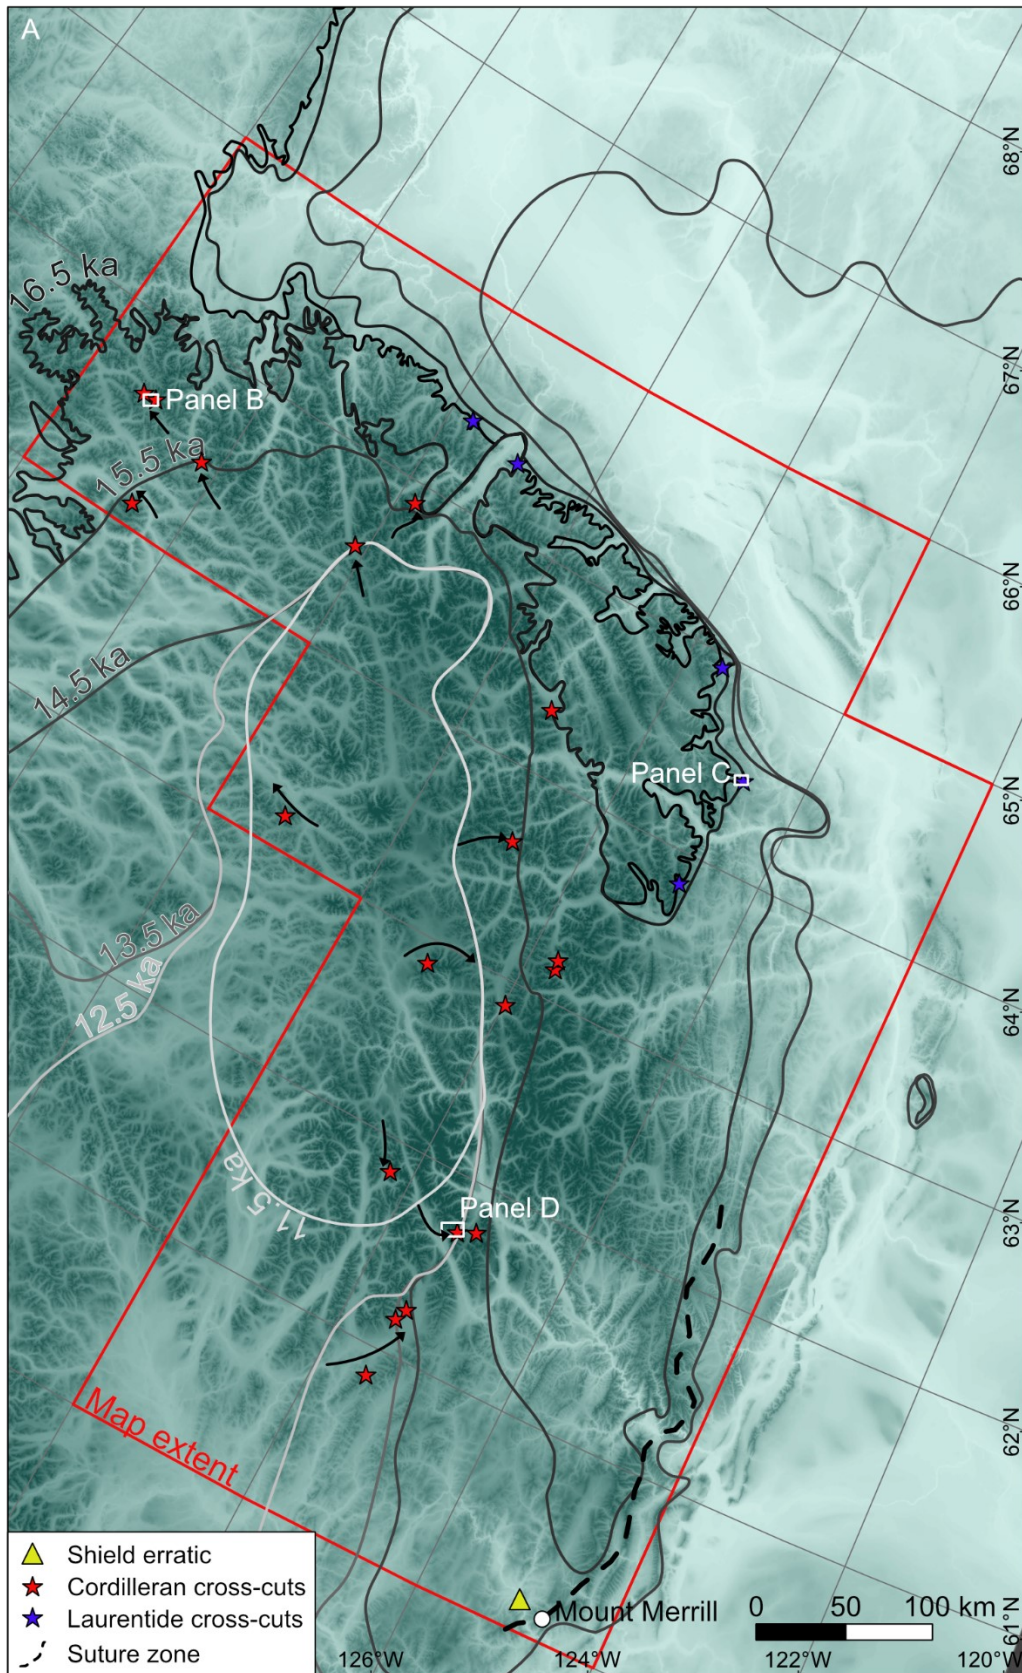 A
68°N
16.5 ka
67°N
Panel B
15.5 ka
66°N
14.5 ka
Panel C
65°N
13.5 ka
12.5 ka
64°N
11.5 ka
Panel D
63°N
62°N
Map extent
Shield erratic
Cordilleran cross-cuts
Laurentide cross-cuts
Suture zone
Mount Merrill
0 50 100 km
61°N
126°W 124°W 122°W 120°W